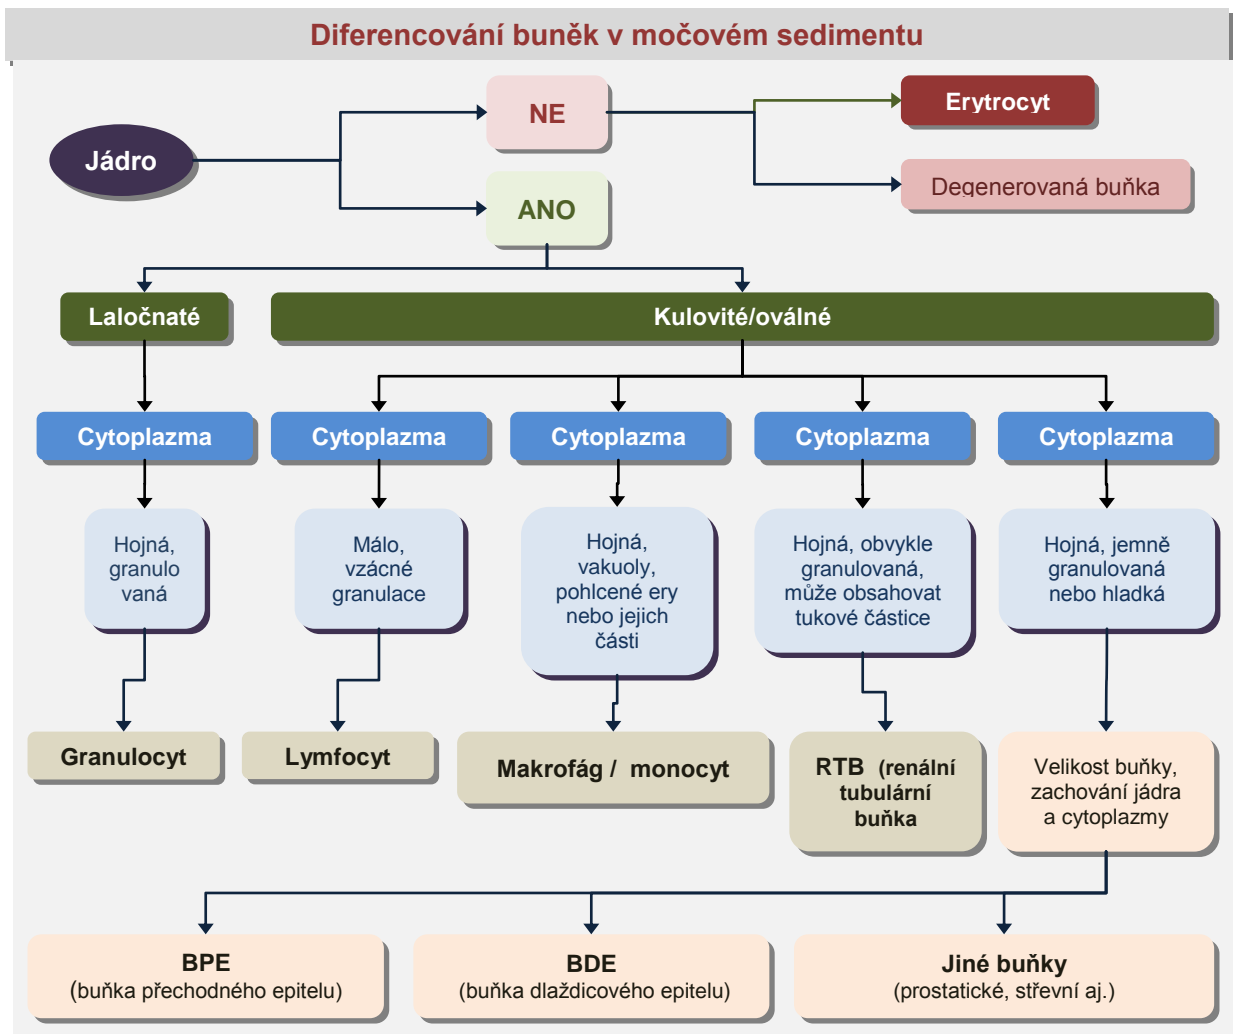 Diferencování buněk v močovém sedimentu
Jádro
NE
ANO
Erytrocyt
Degenerovaná buňka
Laločnaté
Kulovité/oválné
Cytoplazma
Cytoplazma
Cytoplazma
Cytoplazma
Cytoplazma
Hojná,
granulo
vaná
Málo,
vzácné
granulace
Hojná,
vakuoly,
pohlcené ery
nebo jejich
části
Hojná, obvykle
granulovaná,
může obsahovat
tukové částice
Hojná, jemně
granulovaná
nebo hladká
Granulocyt
Lymfocyt
Makrofág / monocyt
RTB (renální
tubulární
buňka
Velikost buňky,
zachování jádra
a cytoplazmy
BPE
(buňka přechodného epitelu)
BDE
(buňka dlaždicového epitelu)
Jiné buňky
(prostatické, střevní aj.)